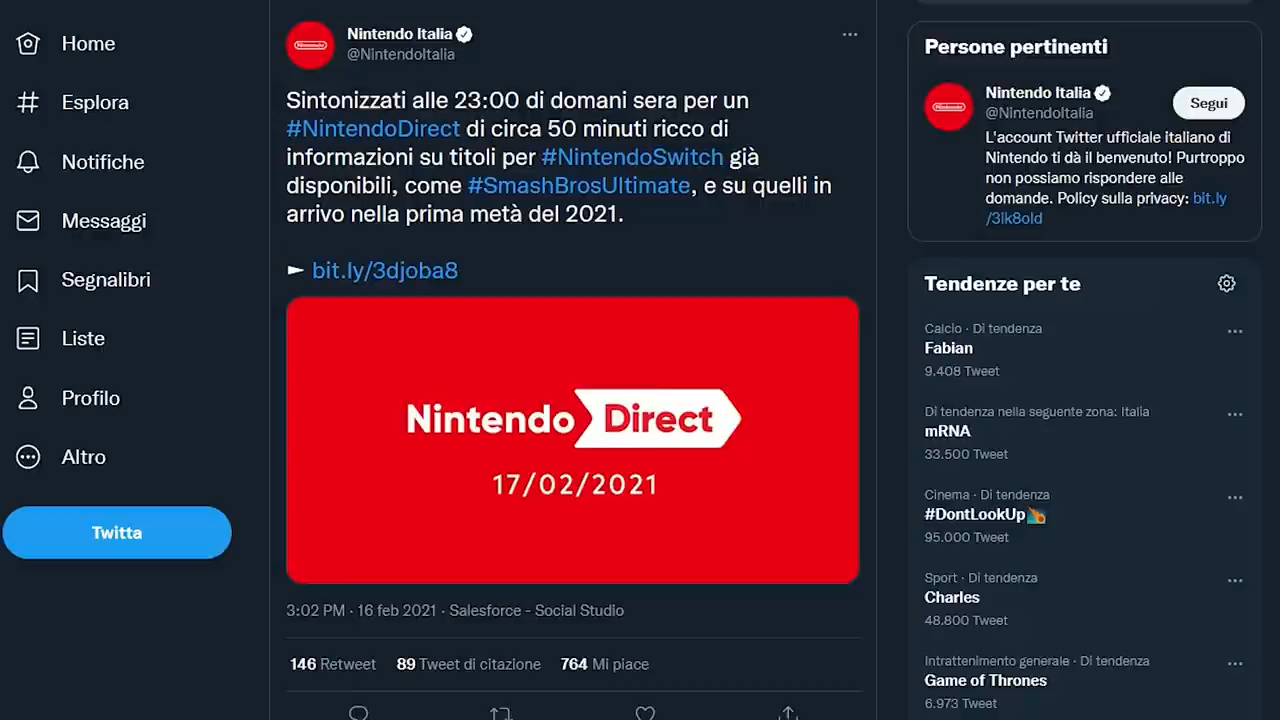 Home
Esplora
Notifiche
Messaggi
Segnalibri
Liste
Profilo
Altro
Twitta
Nintendo Italia
@NintendoItalia
Sintonizzati alle 23:00 di domani sera per un
#NintendoDirect di circa 50 minuti ricco di
informazioni su titoli per #NintendoSwitch già
disponibili, come #SmashBrosUltimate, e su quelli in
arrivo nella prima metà del 2021.
► bit.ly/3djoba8
Nintendo Direct
17/02/2021
3:02 PM · 16 feb 2021 · Salesforce - Social Studio
146 Retweet 89 Tweet di citazione 764 Mi piace
Persone pertinenti
Nintendo Italia
@NintendoItalia
Segui
L'account Twitter ufficiale italiano di
Nintendo ti dà il benvenuto! Purtroppo
non possiamo rispondere alle
domande. Policy sulla privacy: bit.ly
/3lk8old
Tendenze per te
Calcio · Di tendenza
Fabian
9.408 Tweet
Di tendenza nella seguente zona: Italia
mRNA
33.500 Tweet
Cinema · Di tendenza
#DontLookUp
95.000 Tweet
Sport · Di tendenza
Charles
48.800 Tweet
Intrattenimento generale · Di tendenza
Game of Thrones
6.973 Tweet